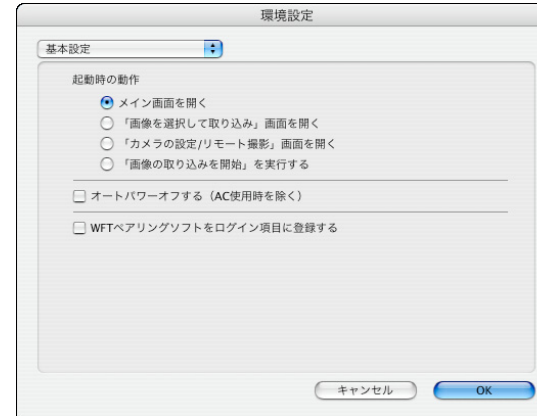 環境設定
基本設定
起動時の動作
メイン画面を開く
「画像を選択して取り込み」画面を開く
「カメラの設定/リモート撮影」画面を開く
「画像の取り込みを開始」を実行する
オートパワーオフする（AC使用時を除く）
WFTペアリングソフトをログイン項目に登録する
キャンセル
OK